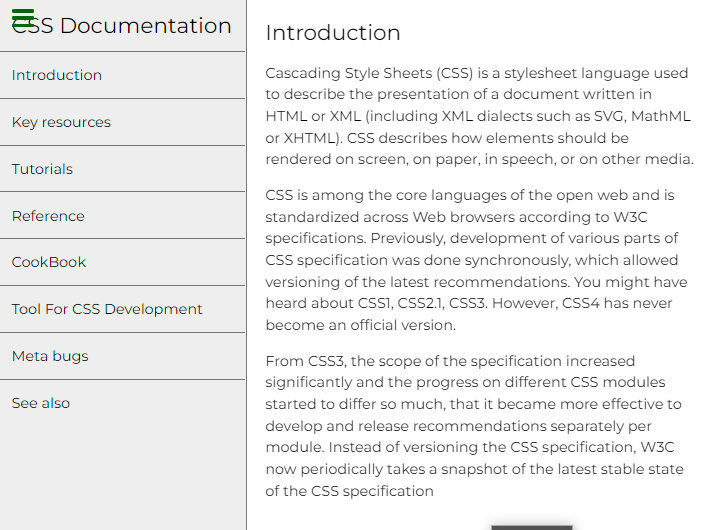 CSS Documentation
Introduction
Key resources
Tutorials
Reference
CookBook
Tool For CSS Development
Meta bugs
See also
Introduction
Cascading Style Sheets (CSS) is a stylesheet language used
to describe the presentation of a document written in
HTML or XML (including XML dialects such as SVG, MathML
or XHTML). CSS describes how elements should be
rendered on screen, on paper, in speech, or on other media.
CSS is among the core languages of the open web and is
standardized across Web browsers according to W3C
specifications. Previously, development of various parts of
CSS specification was done synchronously, which allowed
versioning of the latest recommendations. You might have
heard about CSS1, CSS2.1, CSS3. However, CSS4 has never
become an official version.
From CSS3, the scope of the specification increased
significantly and the progress on different CSS modules
started to differ so much, that it became more effective to
develop and release recommendations separately per
module. Instead of versioning the CSS specification, W3C
now periodically takes a snapshot of the latest stable state
of the CSS specification